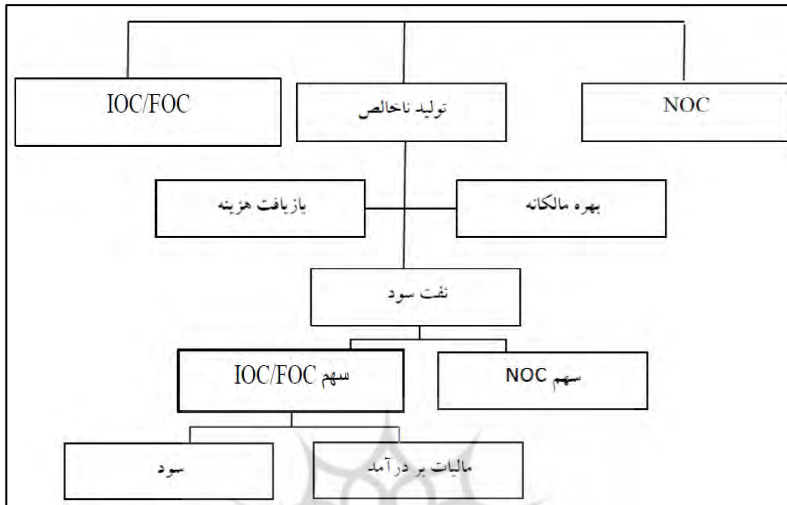 NOC
تولید ناخالص
IOC/FOC
بهره مالکانه
بازیافت هزینه
نفت سود
سهم NOC
سهم IOC/FOC
مالیات بر درآمد
سود